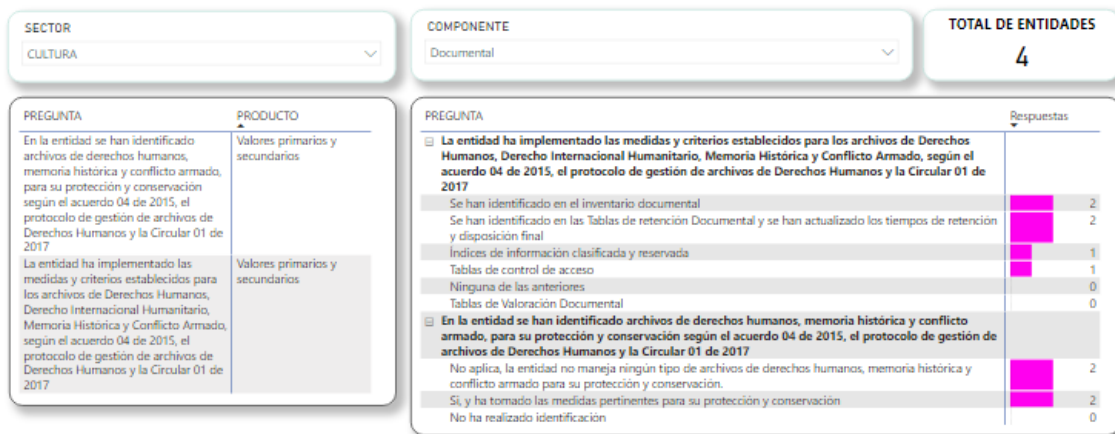 SECTOR
CULTURA
COMPONENTE
Documental
TOTAL DE ENTIDADES
4
PREGUNTA
PRODUCTO
En la entidad se han identificado
archivos de derechos humanos,
memoria histórica y conflicto armado,
para su protección y conservación
según el acuerdo 04 de 2015, el
protocolo de gestión de archivos de
Derechos Humanos y la Circular 01 de
2017
Valores primarios y
secundarios
La entidad ha implementado las
medidas y criterios establecidos para
los archivos de Derechos Humanos,
Derecho Internacional Humanitario,
Memoria Histórica y Conflicto Armado,
según el acuerdo 04 de 2015, el
protocolo de gestión de archivos de
Derechos Humanos y la Circular 01 de
2017
Valores primarios y
secundarios
PREGUNTA
Respuestas
La entidad ha implementado las medidas y criterios establecidos para los archivos de Derechos
Humanos, Derecho Internacional Humanitario, Memoria Histórica y Conflicto Armado, según el
acuerdo 04 de 2015, el protocolo de gestión de archivos de Derechos Humanos y la Circular 01 de
2017
Se han identificado en el inventario documental 2
Se han identificado en las Tablas de retención Documental y se han actualizado los tiempos de retención 2
y disposición final
Índices de información clasificada y reservada 1
Tablas de control de acceso 1
Ninguna de las anteriores 0
Tablas de Valoración Documental 0
En la entidad se han identificado archivos de derechos humanos, memoria histórica y conflicto
armado, para su protección y conservación según el acuerdo 04 de 2015, el protocolo de gestión de
archivos de Derechos Humanos y la Circular 01 de 2017
No aplica, la entidad no maneja ningún tipo de archivos de derechos humanos, memoria histórica y 2
conflicto armado para su protección y conservación.
Si, y ha tomado las medidas pertinentes para su protección y conservación 2
No ha realizado identificación 0